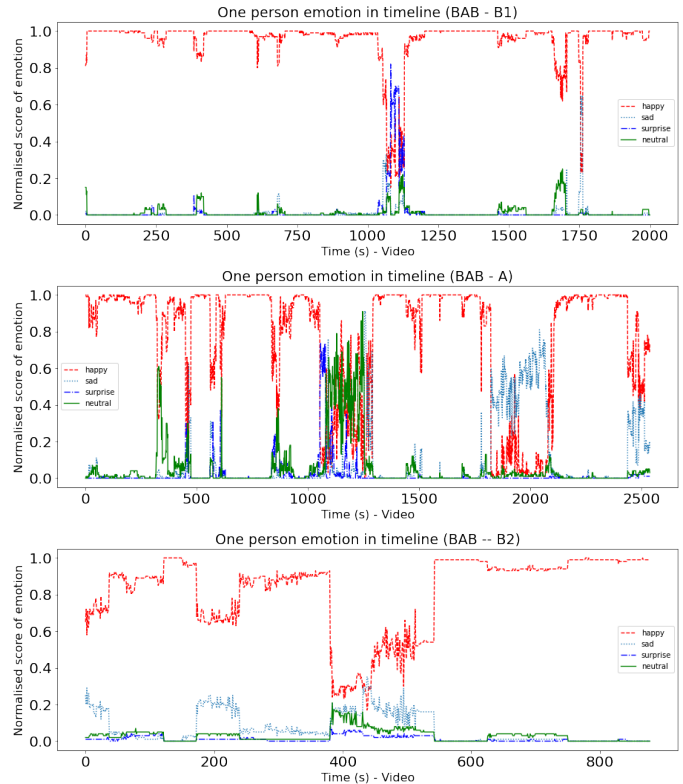 One person emotion in timeline (BAB - B1)
Normalised score of emotion
1.0
0.8
0.6
0.4
0.2
0.0
happy
sad
surprise
neutral
0 250 500 750 1000 1250 1500 1750 2000
Time (s) - Video
One person emotion in timeline (BAB - A)
Normalised score of emotion
1.0
0.8
0.6
0.4
0.2
0.0
happy
sad
surprise
neutral
0 500 1000 1500 2000 2500
Time (s) - Video
One person emotion in timeline (BAB -- B2)
Normalised score of emotion
1.0
0.8
0.6
0.4
0.2
0.0
happy
sad
surprise
neutral
0 200 400 600 800
Time (s) - Video